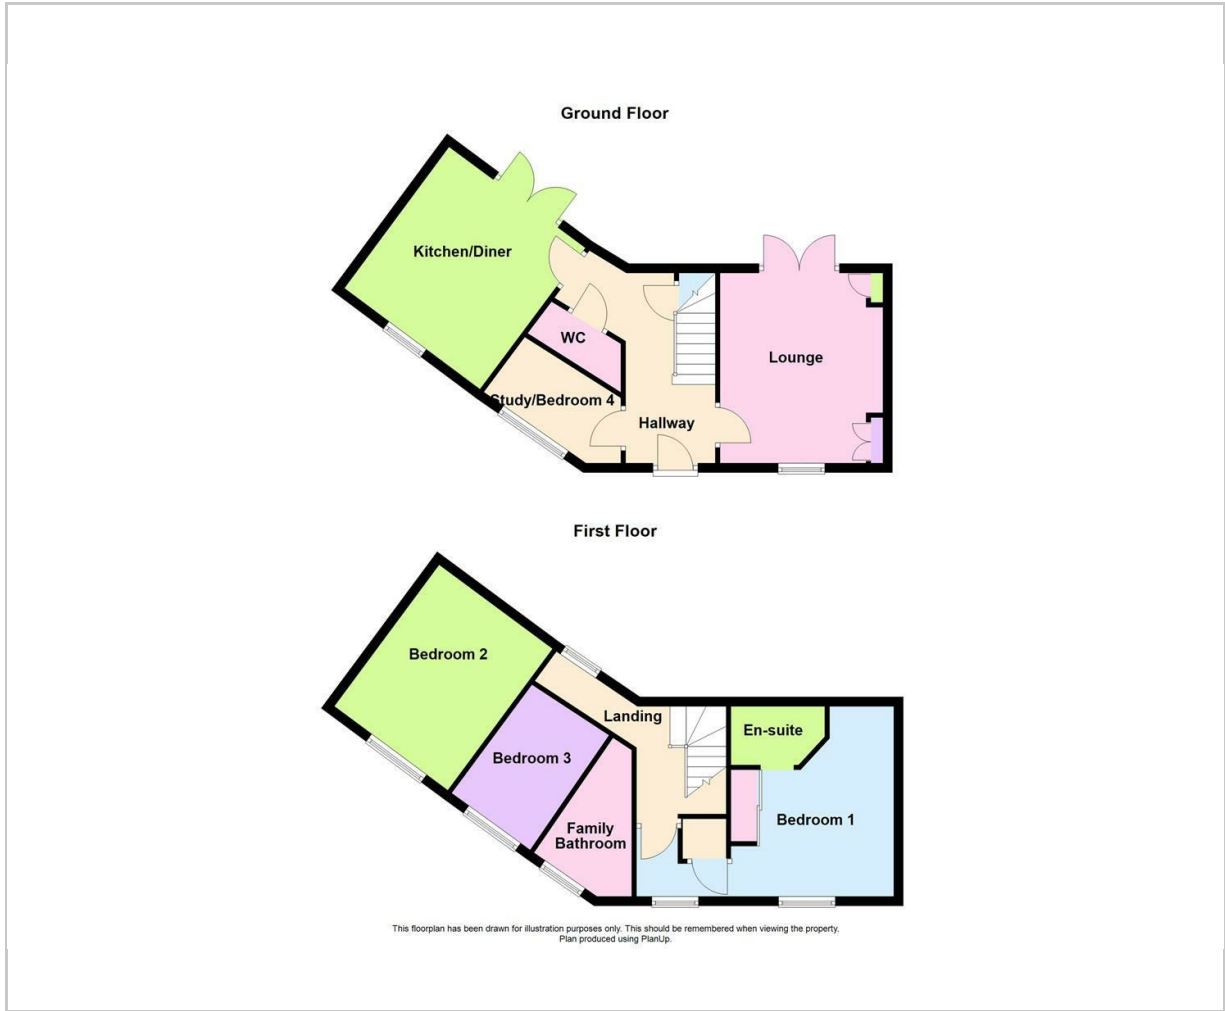 Ground Floor
Kitchen/Diner
WC
Lounge
Study/Bedroom 4
Hallway
First Floor
Bedroom 2
Landing
En-suite
Bedroom 3
Bedroom 1
Family
Bathroom
This floorplan has been drawn for illustration purposes only. This should be remembered when viewing the property.
Plan produced using PlanUp.